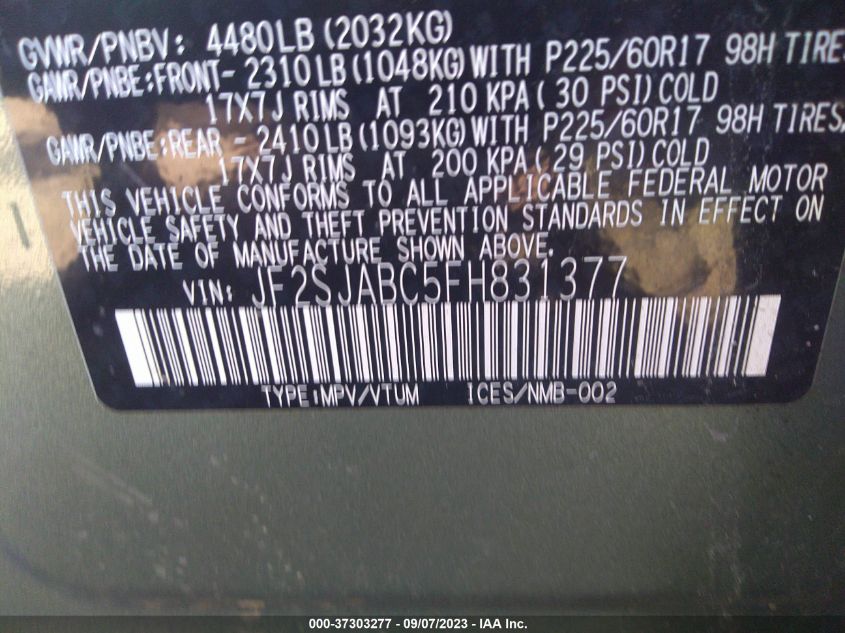 GVWR/PNBV: 4480LB (2032KG)
GAWR/PNBE:FRONT- 2310LB(1048KG)WITH P225/60R17 98H TIRES
17X7J RIMS AT 210 KPA( 30 PSI)COLD
GAWR/PNBE:REAR - 2410LB(1093KG)WITH P225/60R17 98H TIRES,
17X7J RIMS AT 200 KPA( 29 PSI)COLD
THIS VEHICLE CONFORMS TO ALL APPLICABLE FEDERAL MOTOR
VEHICLE SAFETY AND THEFT PREVENTION STANDARDS IN EFFECT ON
THE DATE OF MANUFACTURE SHOWN ABOVE.
VIN: JF2SJABC5FH831377
TYPE:MPV/VTUM ICES/NMB-002
000-37303277 - 09/07/2023 - IAA Inc.